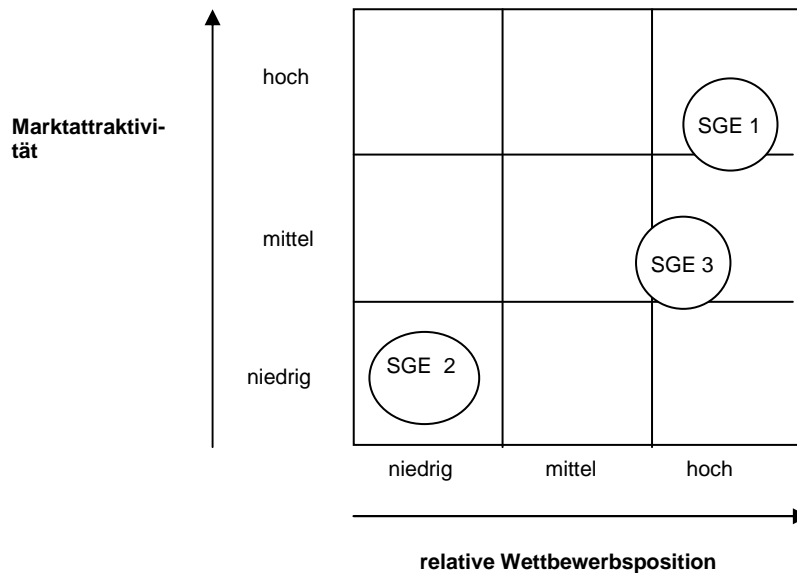 hoch
SGE 1
Marktattraktivi-
tät
mittel
SGE 3
SGE 2
niedrig
niedrig mittel hoch
relative Wettbewerbsposition